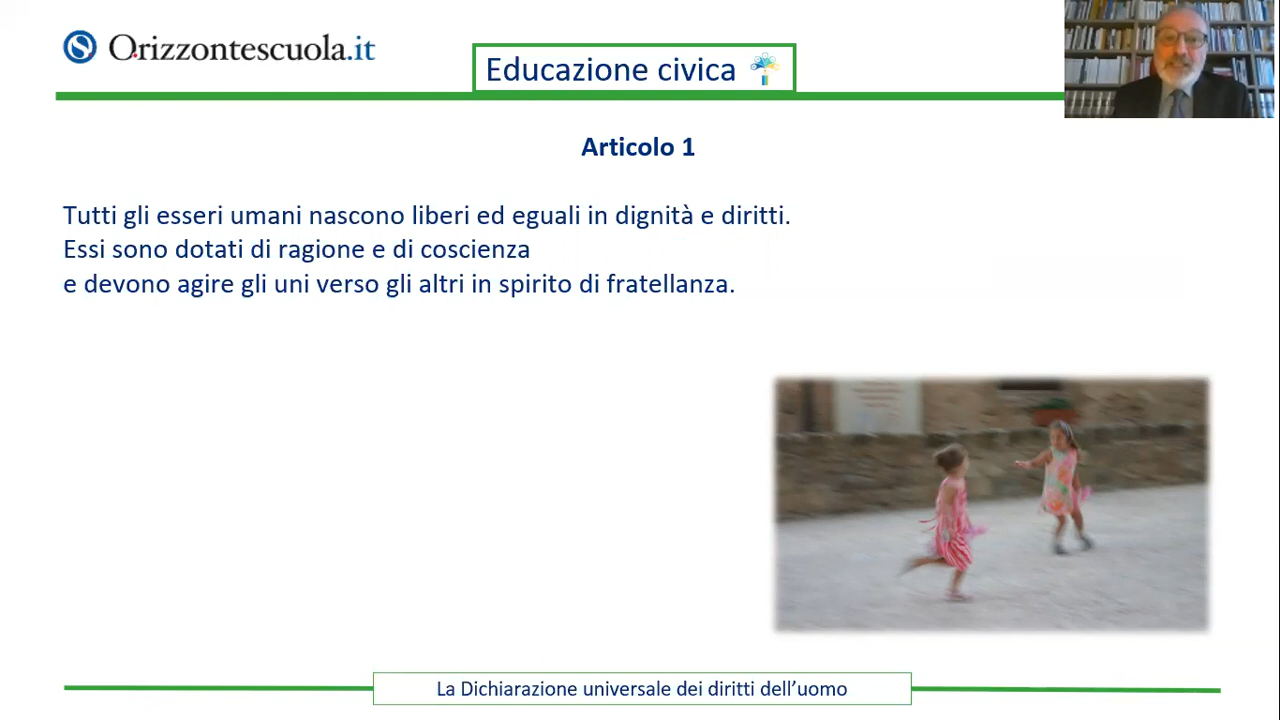 Orizzontescuola.it
Educazione civica
Articolo 1
Tutti gli esseri umani nascono liberi ed eguali in dignità e diritti.
Essi sono dotati di ragione e di coscienza
e devono agire gli uni verso gli altri in spirito di fratellanza.
La Dichiarazione universale dei diritti dell’uomo